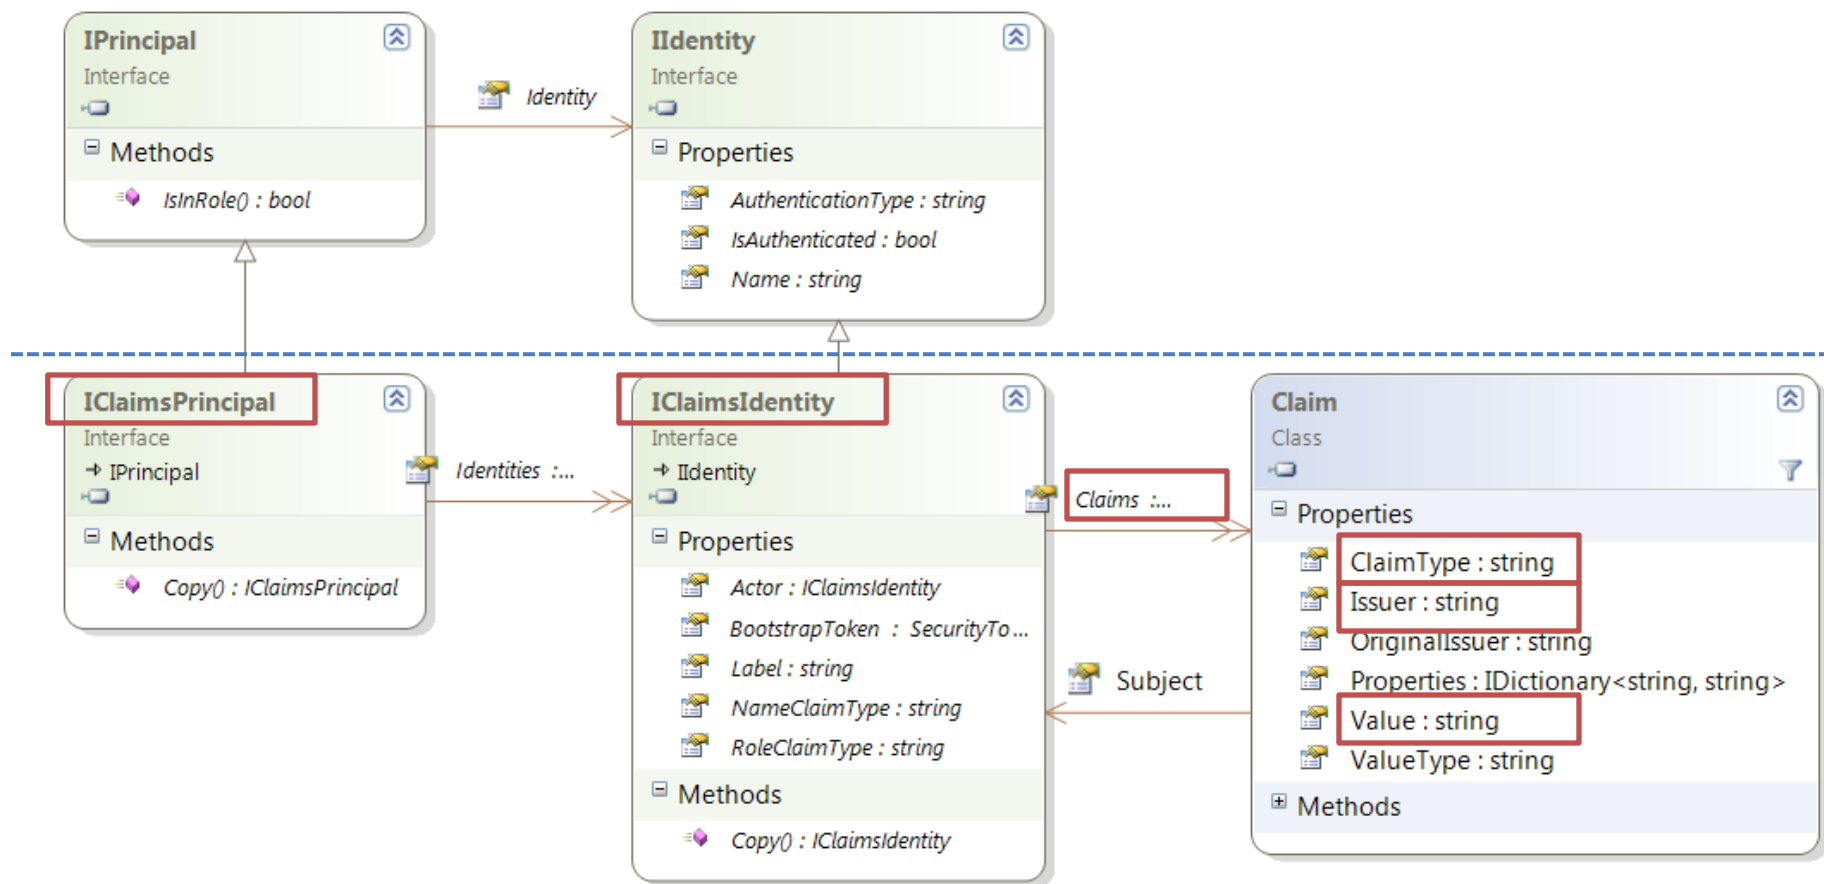 IPrincipal
Interface
Methods
IsInRole() : bool
Identity
IIdentity
Interface
Properties
AuthenticationType : string
IsAuthenticated : bool
Name : string
IClaimsPrincipal
Interface
IPrincipal
Methods
Copy() : IClaimsPrincipal
Identities :...
IClaimsIdentity
Interface
IIdentity
Properties
Actor : IClaimsIdentity
BootstrapToken : SecurityTo...
Label : string
NameClaimType : string
RoleClaimType : string
Methods
Copy() : IClaimsIdentity
Claims :...
Subject
Claim
Class
Properties
ClaimType : string
Issuer : string
OriginalIssuer : string
Properties : IDictionary<string, string>
Value : string
ValueType : string
Methods